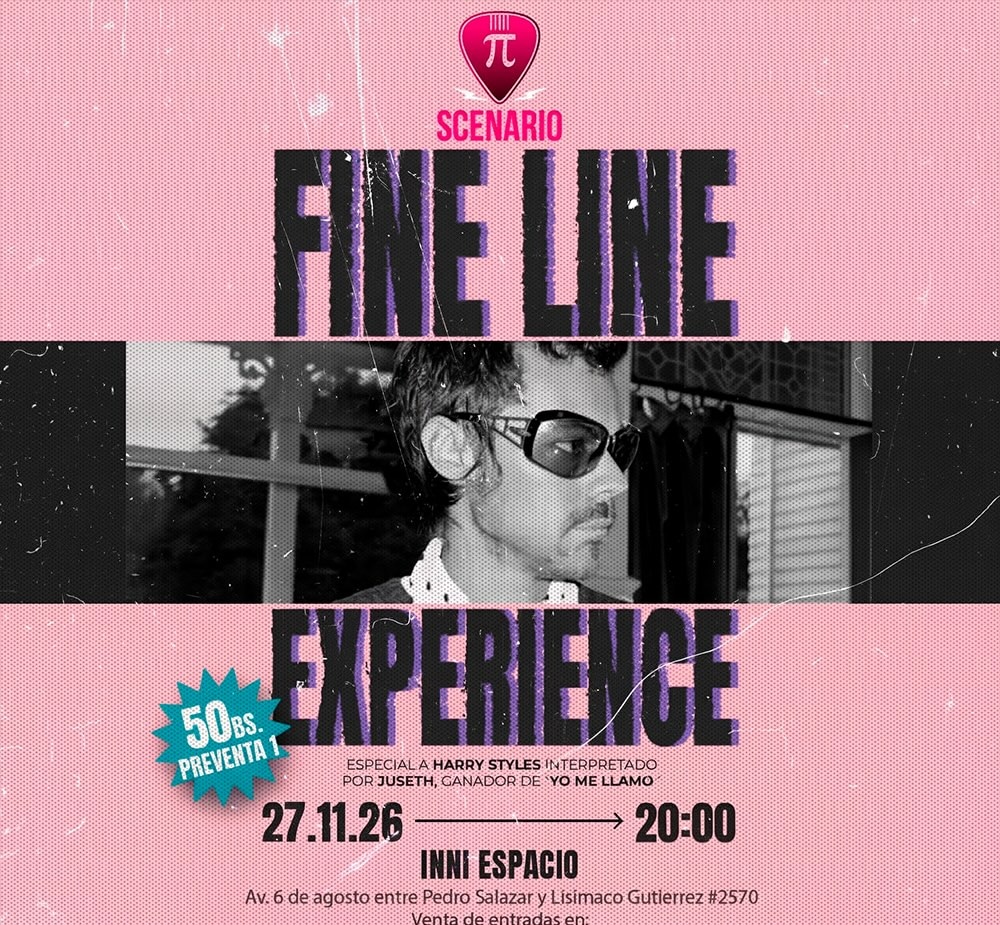 π
SCENARIO
FINE LINE
EXPERIENCE
50BS.
PREVENTA 1
ESPECIAL A HARRY STYLES INTERPRETADO
POR JUSETH, GANADOR DE ¨YO ME LLAMO¨
27.11.26 → 20:00
INNI ESPACIO
Av. 6 de agosto entre Pedro Salazar y Lisimaco Gutierrez #2570
Venta de entradas en: